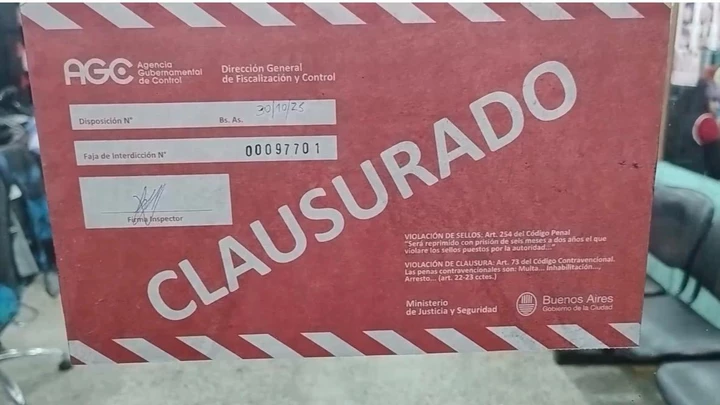 AGC Agencia
Gubernamental
de Control
Dirección General
de Fiscalización y Control
Disposición N° Bs. As. 30/10/25
Faja de Interdicción N° 00097701
Firma Inspector
CLAUSURADO
VIOLACIÓN DE SELLOS: Art. 254 del Código Penal
"Será reprimido con prisión de seis meses a dos años el que
violare los sellos puestos por la autoridad..."
VIOLACIÓN DE CLAUSURA: Art. 73 del Código Contravencional.
Las penas contravencionales son: Multa... Inhabilitación...,
Arresto... (art. 22-23 cctes.)
Ministerio
de Justicia y Seguridad
Buenos Aires
Gobierno de la Ciudad